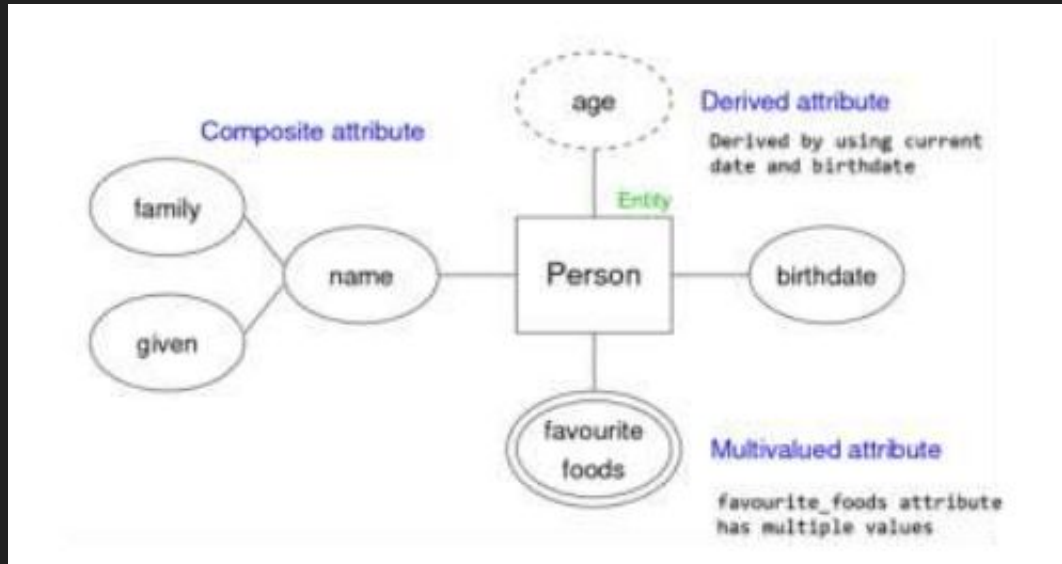 age
Derived attribute
Derived by using current
date and birthdate
Composite attribute
family
Entity
name
Person
birthdate
given
favourite
foods
Multivalued attribute
favourite_foods attribute
has multiple values